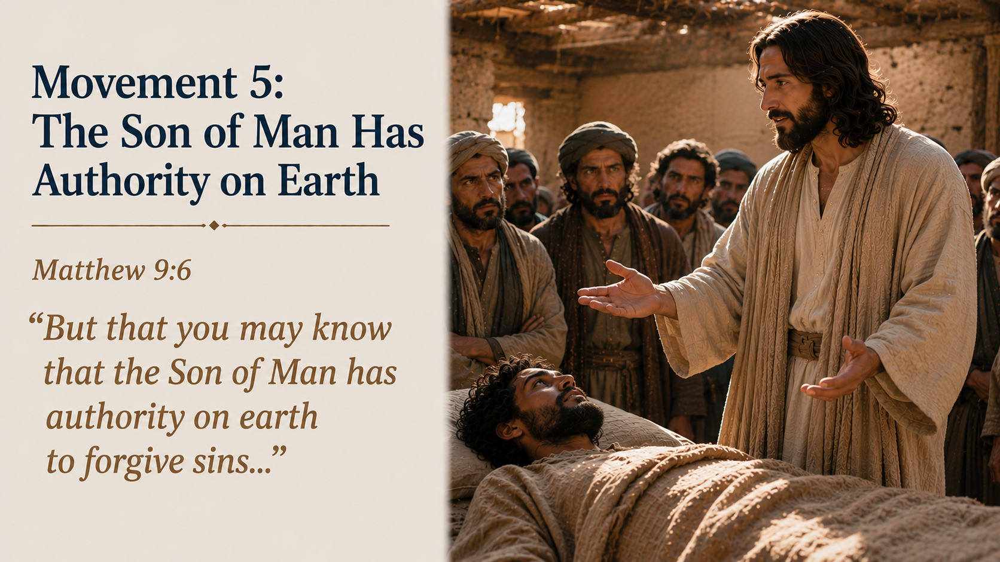 Movement 5:
The Son of Man Has
Authority on Earth
Matthew 9:6
“But that you may know
that the Son of Man has
authority on earth
to forgive sins...”